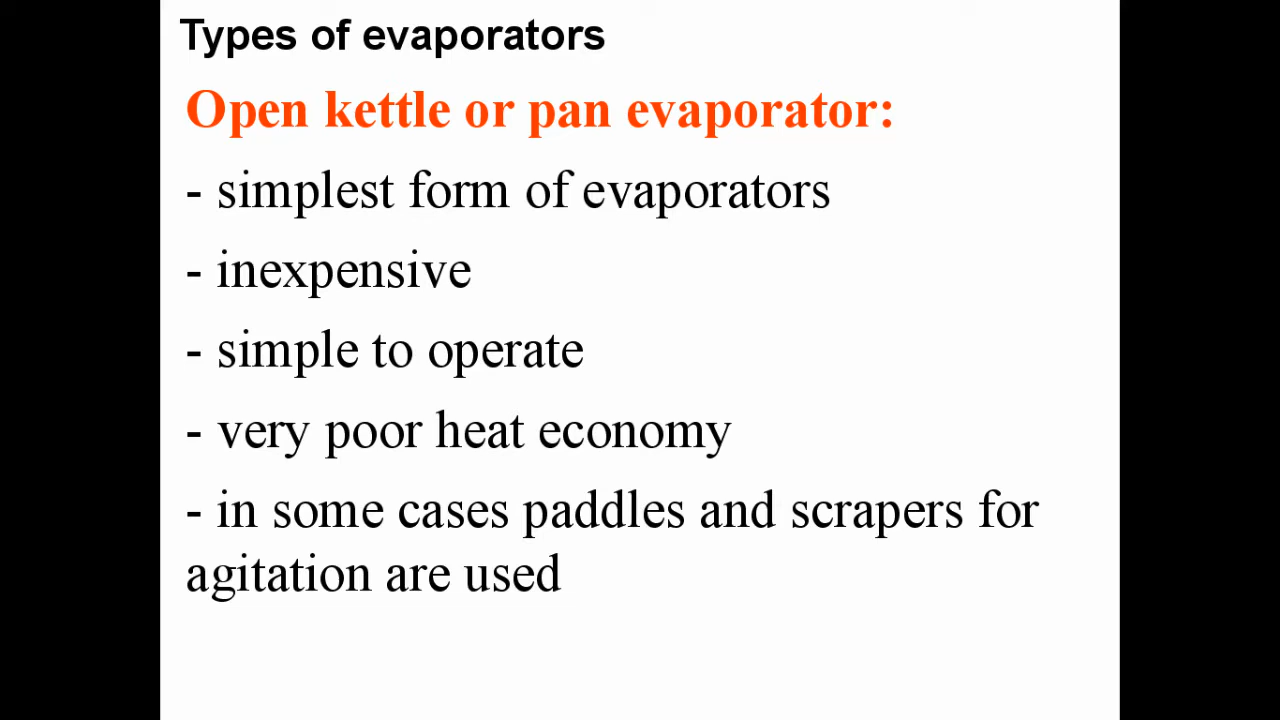 Types of evaporators
Open kettle or pan evaporator:
- simplest form of evaporators
- inexpensive
- simple to operate
- very poor heat economy
- in some cases paddles and scrapers for
agitation are used